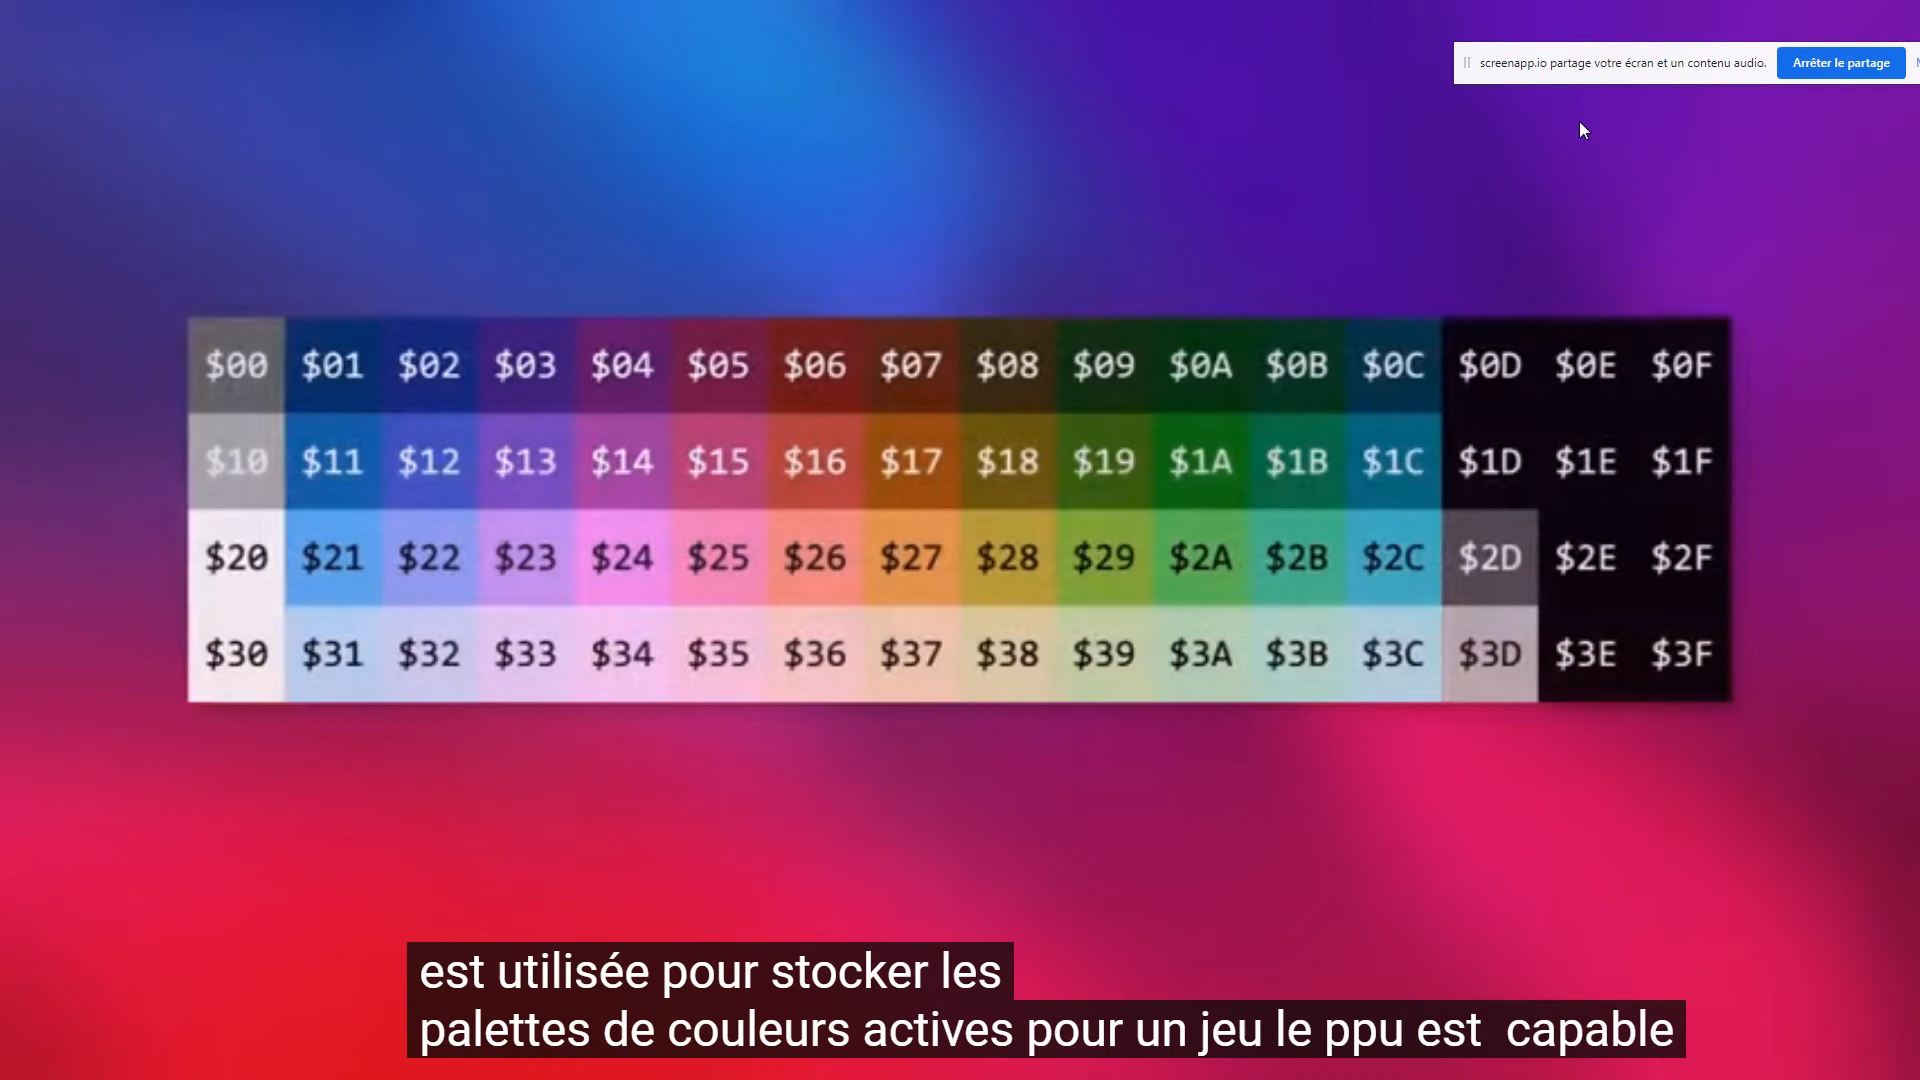 screenapp.io partage votre écran et un contenu audio. Arrêter le partage
$00 $01 $02 $03 $04 $05 $06 $07 $08 $09 $0A $0B $0C $0D $0E $0F
$10 $11 $12 $13 $14 $15 $16 $17 $18 $19 $1A $1B $1C $1D $1E $1F
$20 $21 $22 $23 $24 $25 $26 $27 $28 $29 $2A $2B $2C $2D $2E $2F
$30 $31 $32 $33 $34 $35 $36 $37 $38 $39 $3A $3B $3C $3D $3E $3F
est utilisée pour stocker les
palettes de couleurs actives pour un jeu le ppu est capable